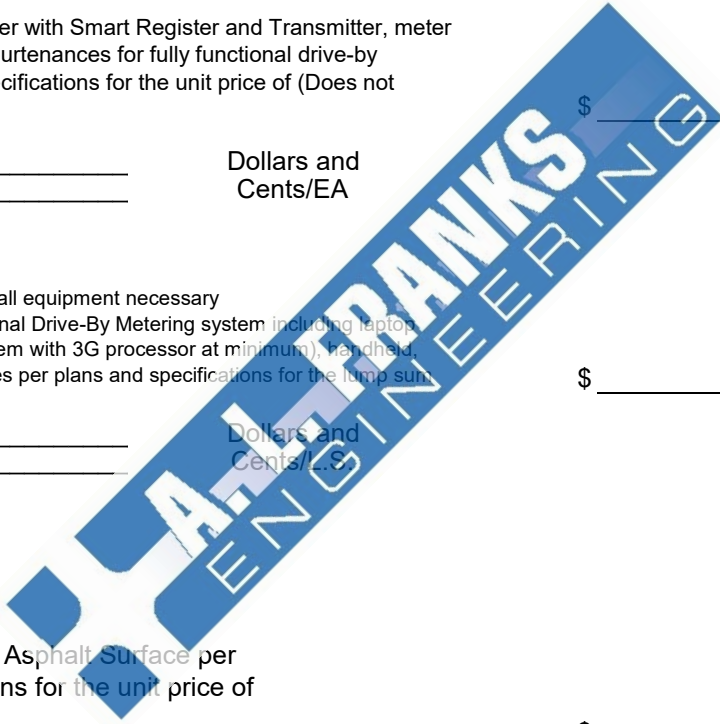 er with Smart Register and Transmitter, meter
urtenances for fully functional drive-by
cifications for the unit price of (Does not
$
Dollars and
Cents/EA
all equipment necessary
nal Drive-By Metering system including laptop
em with 3G processor at minimum), handheld,
es per plans and specifications for the lump sum
$
Dollars and
Cents/L.S.
A.L. FRANKS
ENGINEERING
Asphalt Surface per
ns for the unit price of